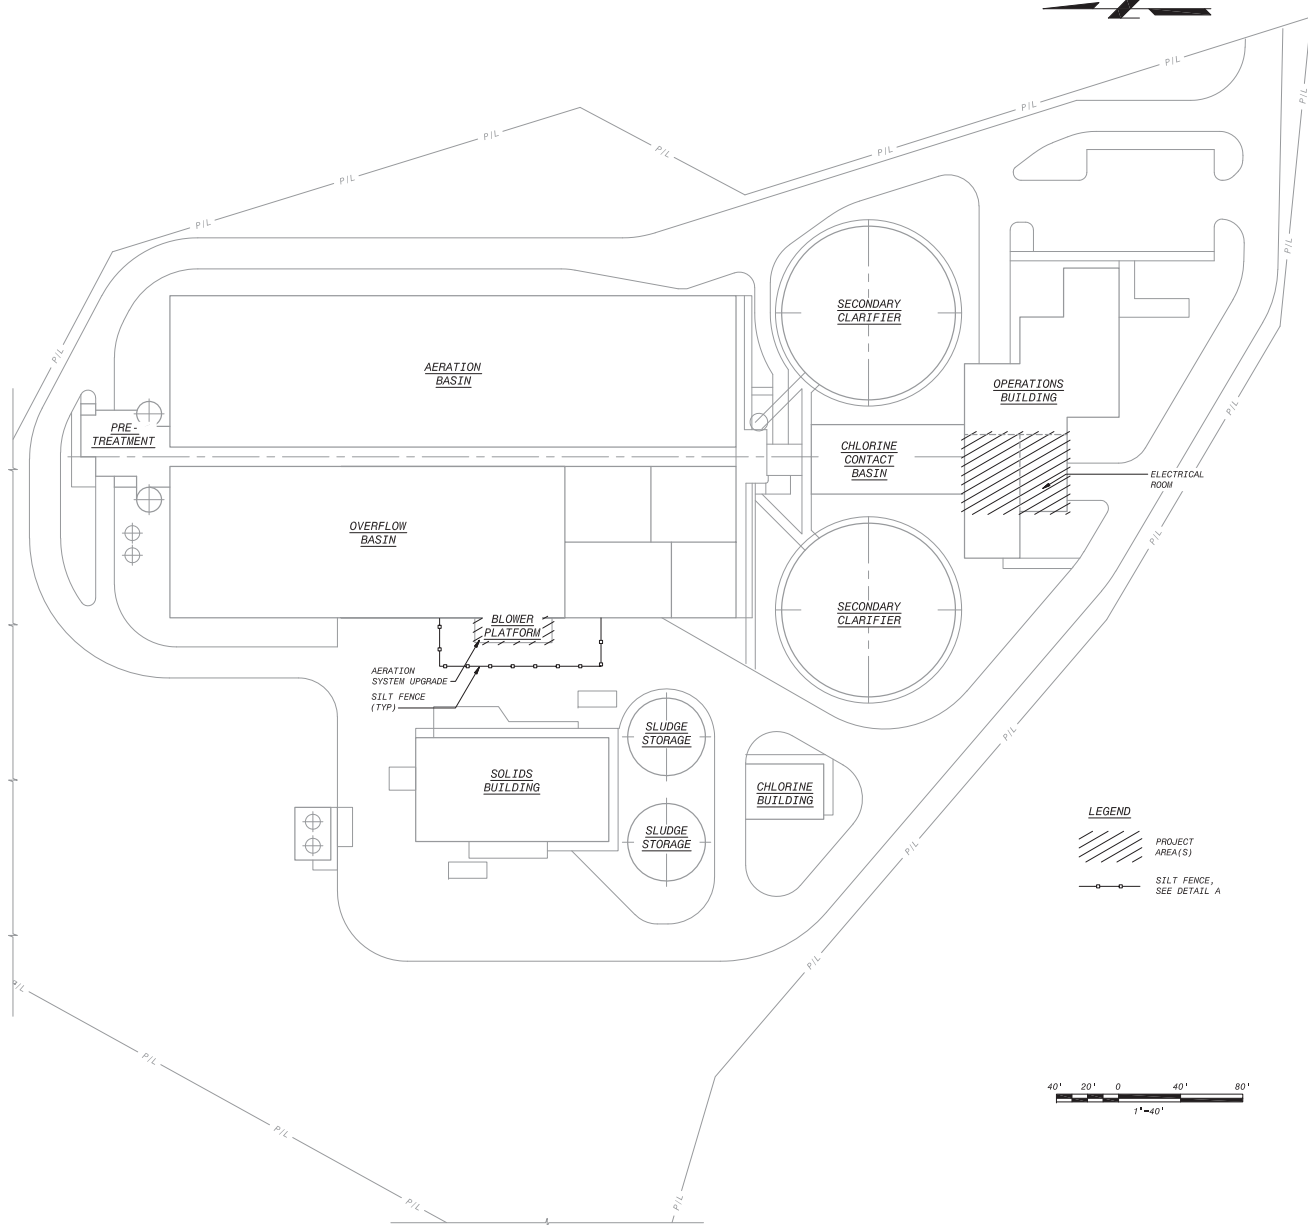 P/L
P/L
P/L
P/L
P/L
P/L
P/L
P/L
P/L
SECONDARY
CLARIFIER
P/L
P/L
AERATION
BASIN
OPERATIONS
BUILDING
P/L
PRE-
TREATMENT
CHLORINE
CONTACT
BASIN
ELECTRICAL
ROOM
OVERFLOW
BASIN
P/L
SECONDARY
CLARIFIER
BLOWER
PLATFORM
AERATION
SYSTEM UPGRADE
SILT FENCE
(TYP)
SLUDGE
STORAGE
P/L
SOLIDS
BUILDING
CHLORINE
BUILDING
LEGEND
PROJECT
AREA(S)
SLUDGE
STORAGE
P/L
SILT FENCE,
SEE DETAIL A
P/L
P/L
P/L
40' 20' 0 40' 80'
1"=40'
P/L
P/L
P/L